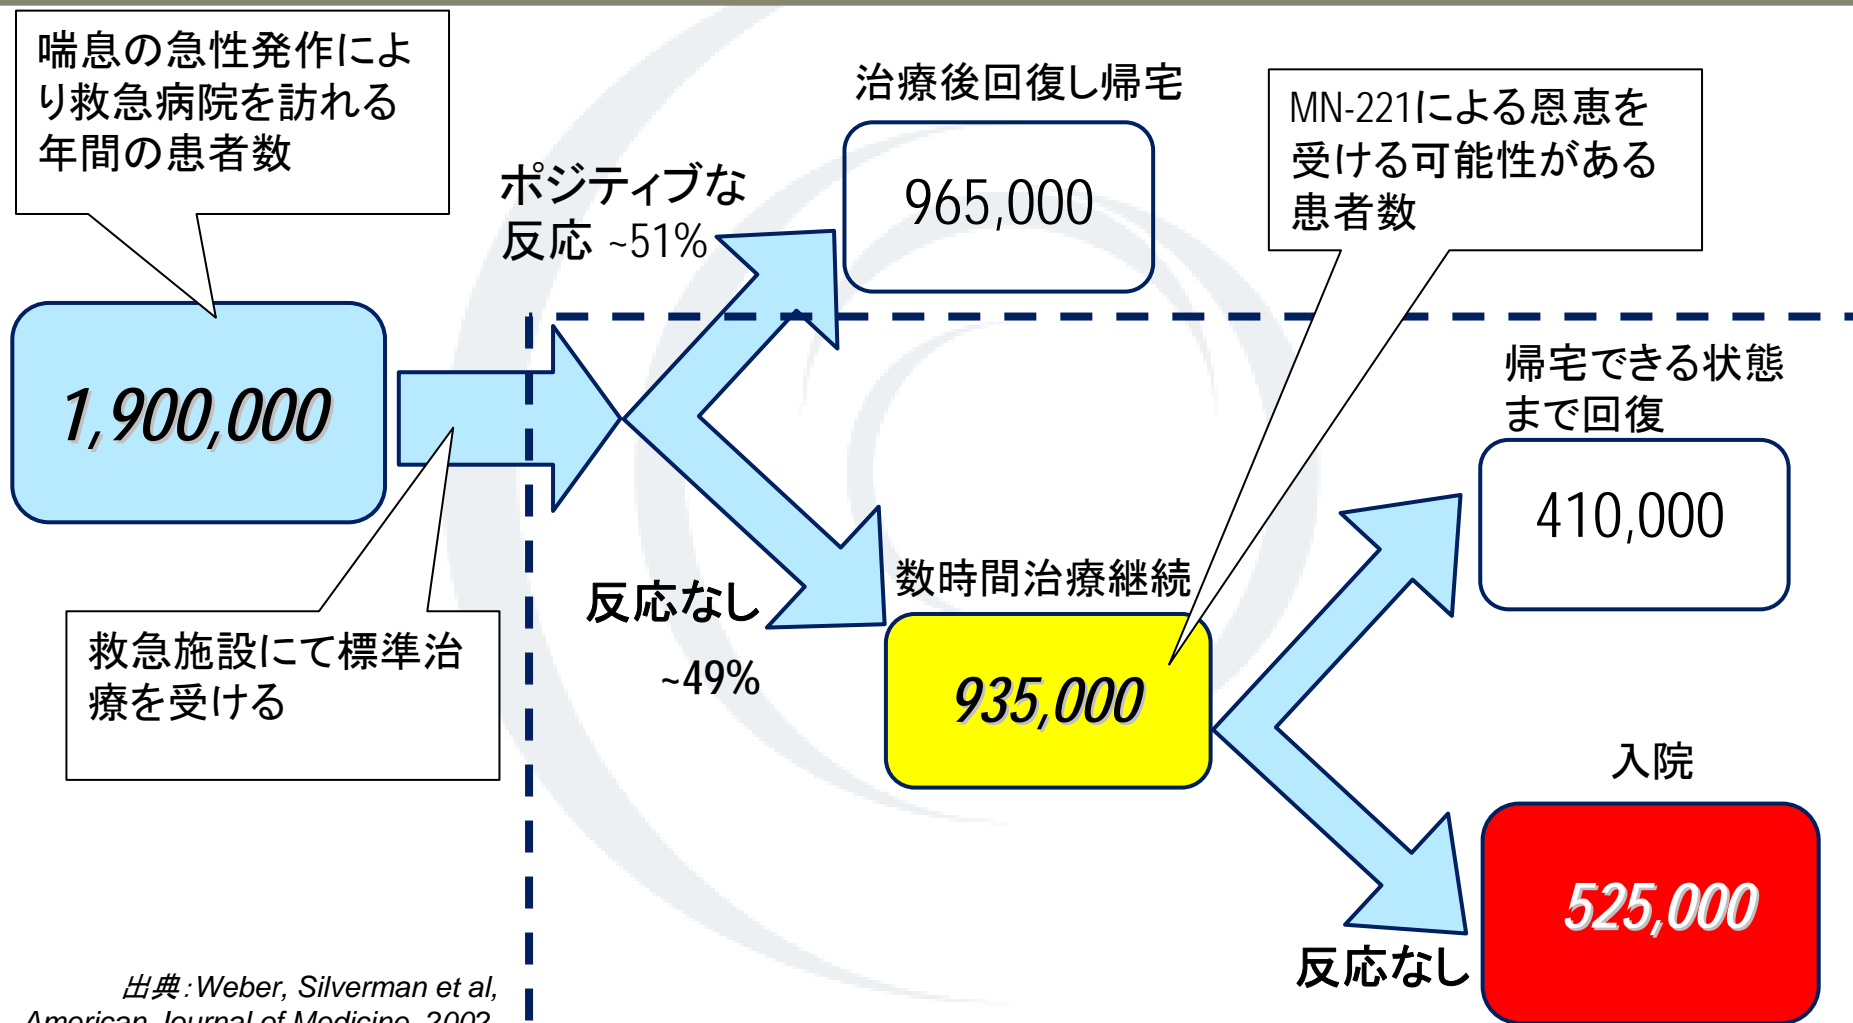 喘息の急性発作によ
り救急病院を訪れる
年間の患者数
1,900,000
救急施設にて標準治
療を受ける
ポジティブな
反応 ~51%
治療後回復し帰宅
965,000
反応なし
~49%
数時間治療継続
935,000
MN-221による恩恵を
受ける可能性がある
患者数
帰宅できる状態
まで回復
410,000
入院
525,000
反応なし
出典：Weber, Silverman et al,
American Journal of Medicine, 2002